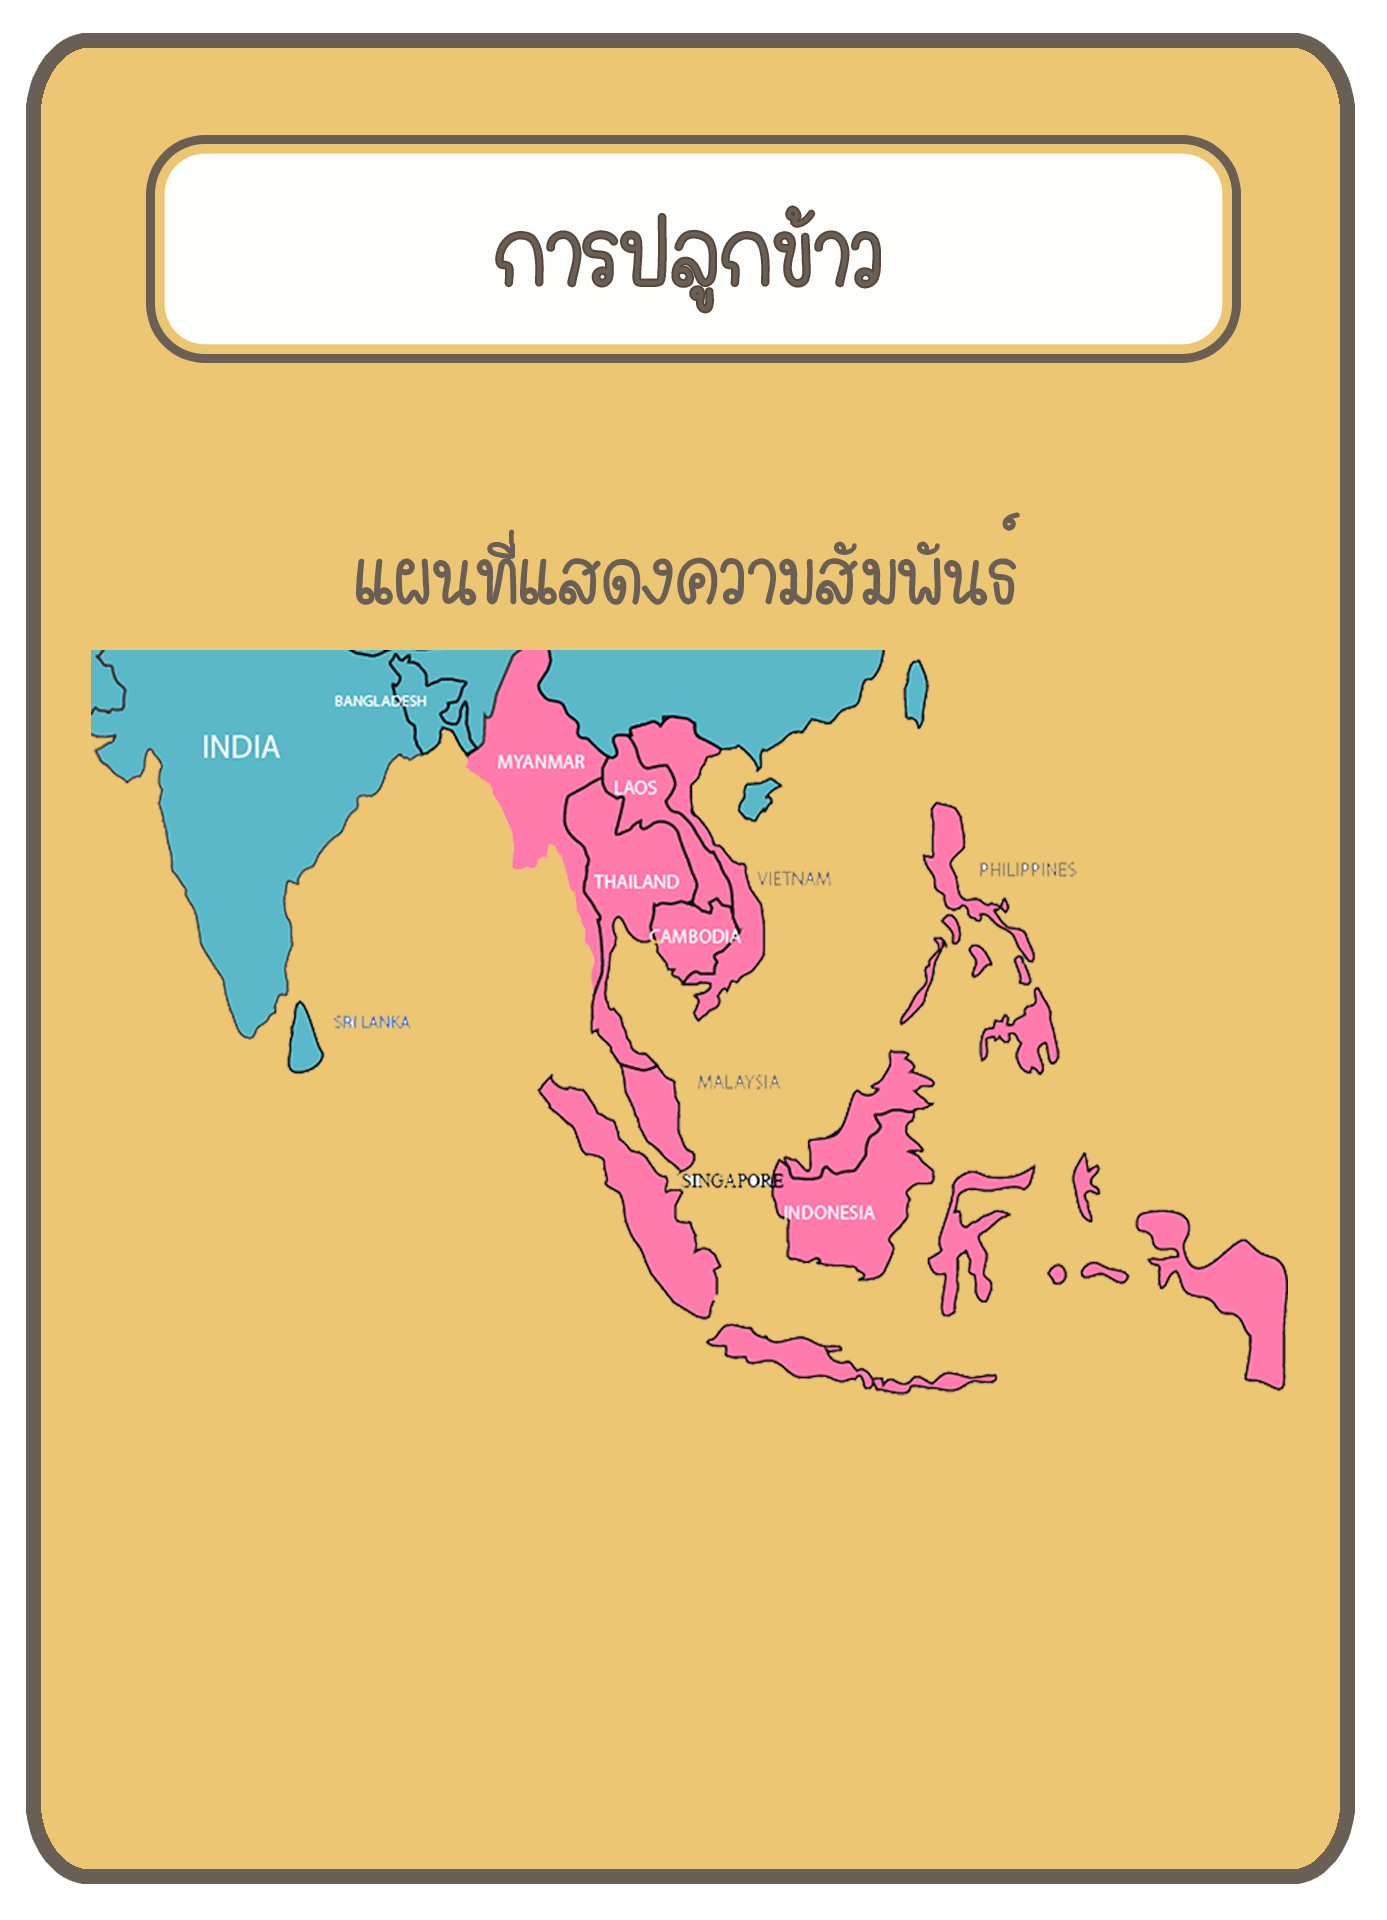 การปลูกข้าว
แผนที่แสดงความสัมพันธ์
BANGLADESH
INDIA
MYANMAR
LAOS
THAILAND
VIETNAM
PHILIPPINES
CAMBODIA
SRI LANKA
MALAYSIA
SINGAPORE
INDONESIA